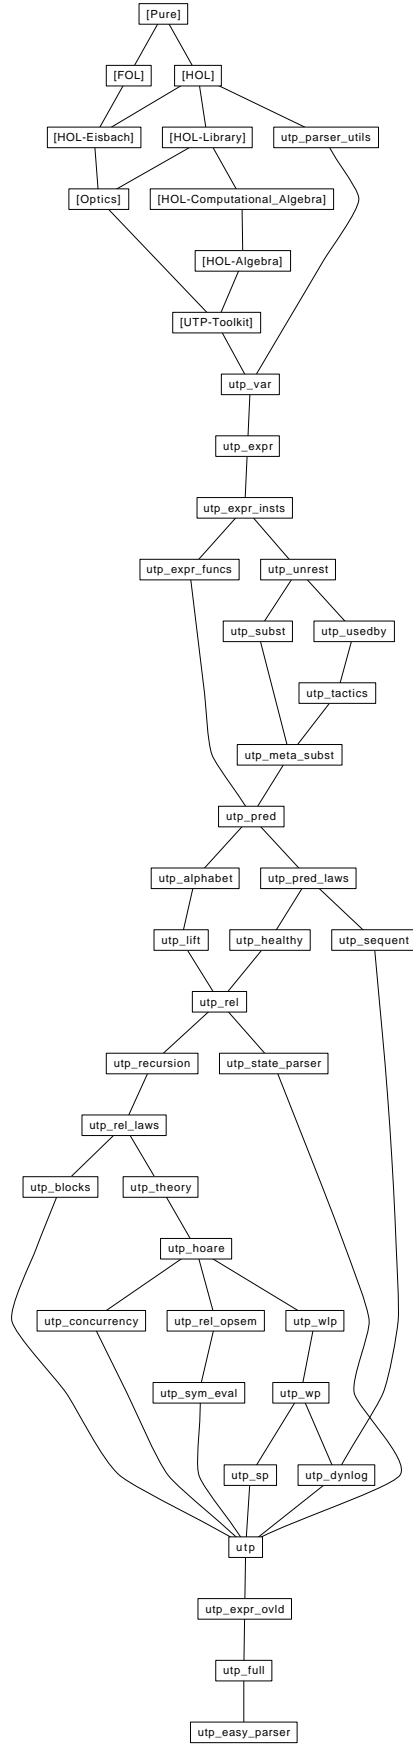 [Pure]
[FOL] [HOL]
[HOL-Eisbach] [HOL-Library] utp_parser_utils
[Optics] [HOL-Computational_Algebra]
[HOL-Algebra]
[UTP-Toolkit]
utp_var
utp_expr
utp_expr_insts
utp_expr_funcs utp_unrest
utp_subst utp_usedby
utp_tactics
utp_meta_subst
utp_pred
utp_alphabet utp_pred_laws
utp_lift utp_healthy utp_sequent
utp_rel
utp_recursion utp_state_parser
utp_rel_laws
utp_blocks utp_theory
utp_hoare
utp_concurrency utp_rel_opsem utp_wlp
utp_sym_eval utp_wp
utp_sp utp_dynlog
utp
utp_expr_ovld
utp_full
utp_easy_parser